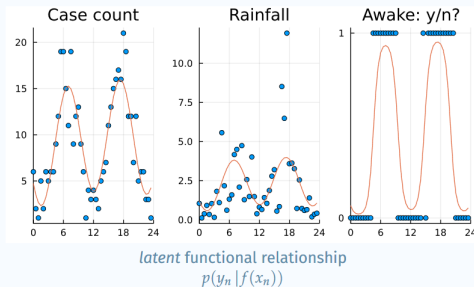 Case count
Rainfall
Awake: y/n?
20
15
10
5
0 6 12 18 24
10.0
7.5
5.0
2.5
0.0
0 6 12 18 24
1
0
0 6 12 18 24
latent functional relationship
p(yₙ | f(xₙ))